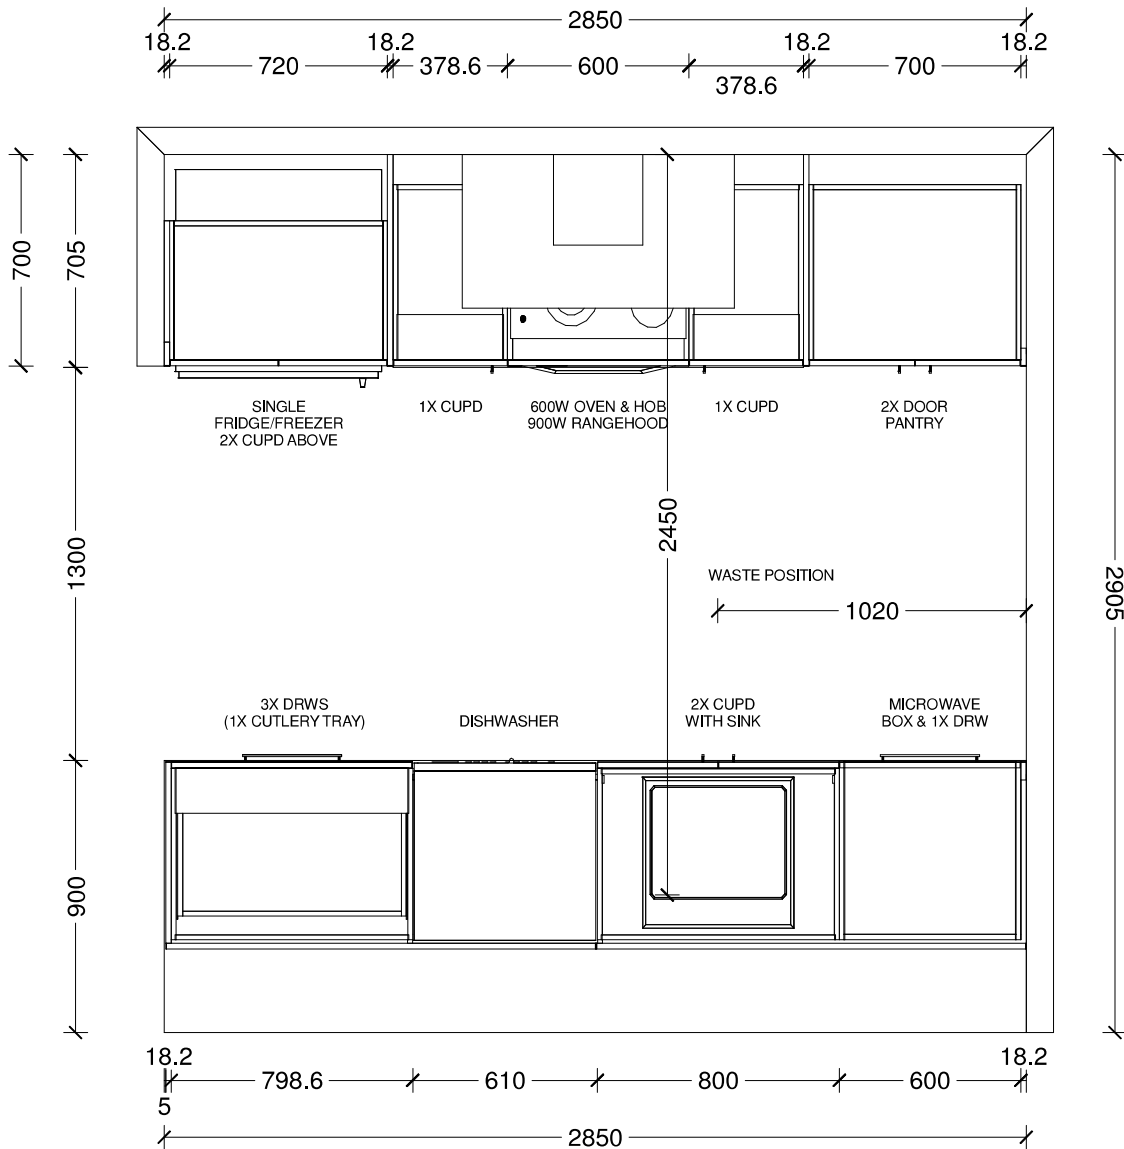 2850
18.2
18.2
18.2
18.2
720
378.6
600
378.6
700
700
705
SINGLE
FRIDGE/FREEZER
2X CUPD ABOVE
1X CUPD
600W OVEN & HOB
900W RANGEHOOD
1X CUPD
2X DOOR
PANTRY
2450
1300
WASTE POSITION
1020
2905
3X DRWS
(1X CUTLERY TRAY)
DISHWASHER
2X CUPD
WITH SINK
MICROWAVE
BOX & 1X DRW
900
18.2
18.2
5
798.6
610
800
600
2850